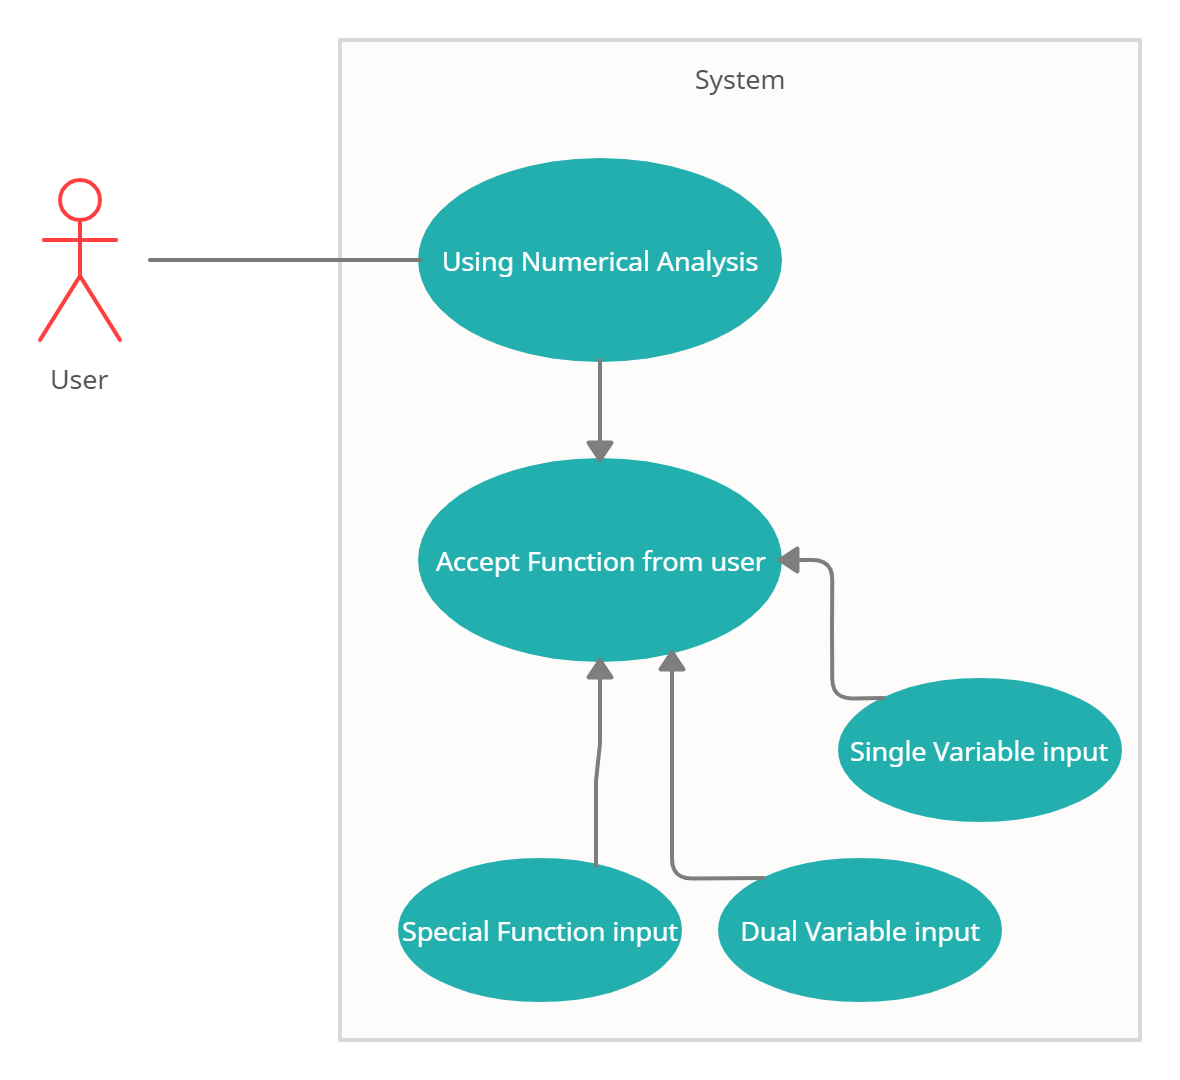 System
Using Numerical Analysis
User
Accept Function from user
Single Variable input
Special Function input
Dual Variable input